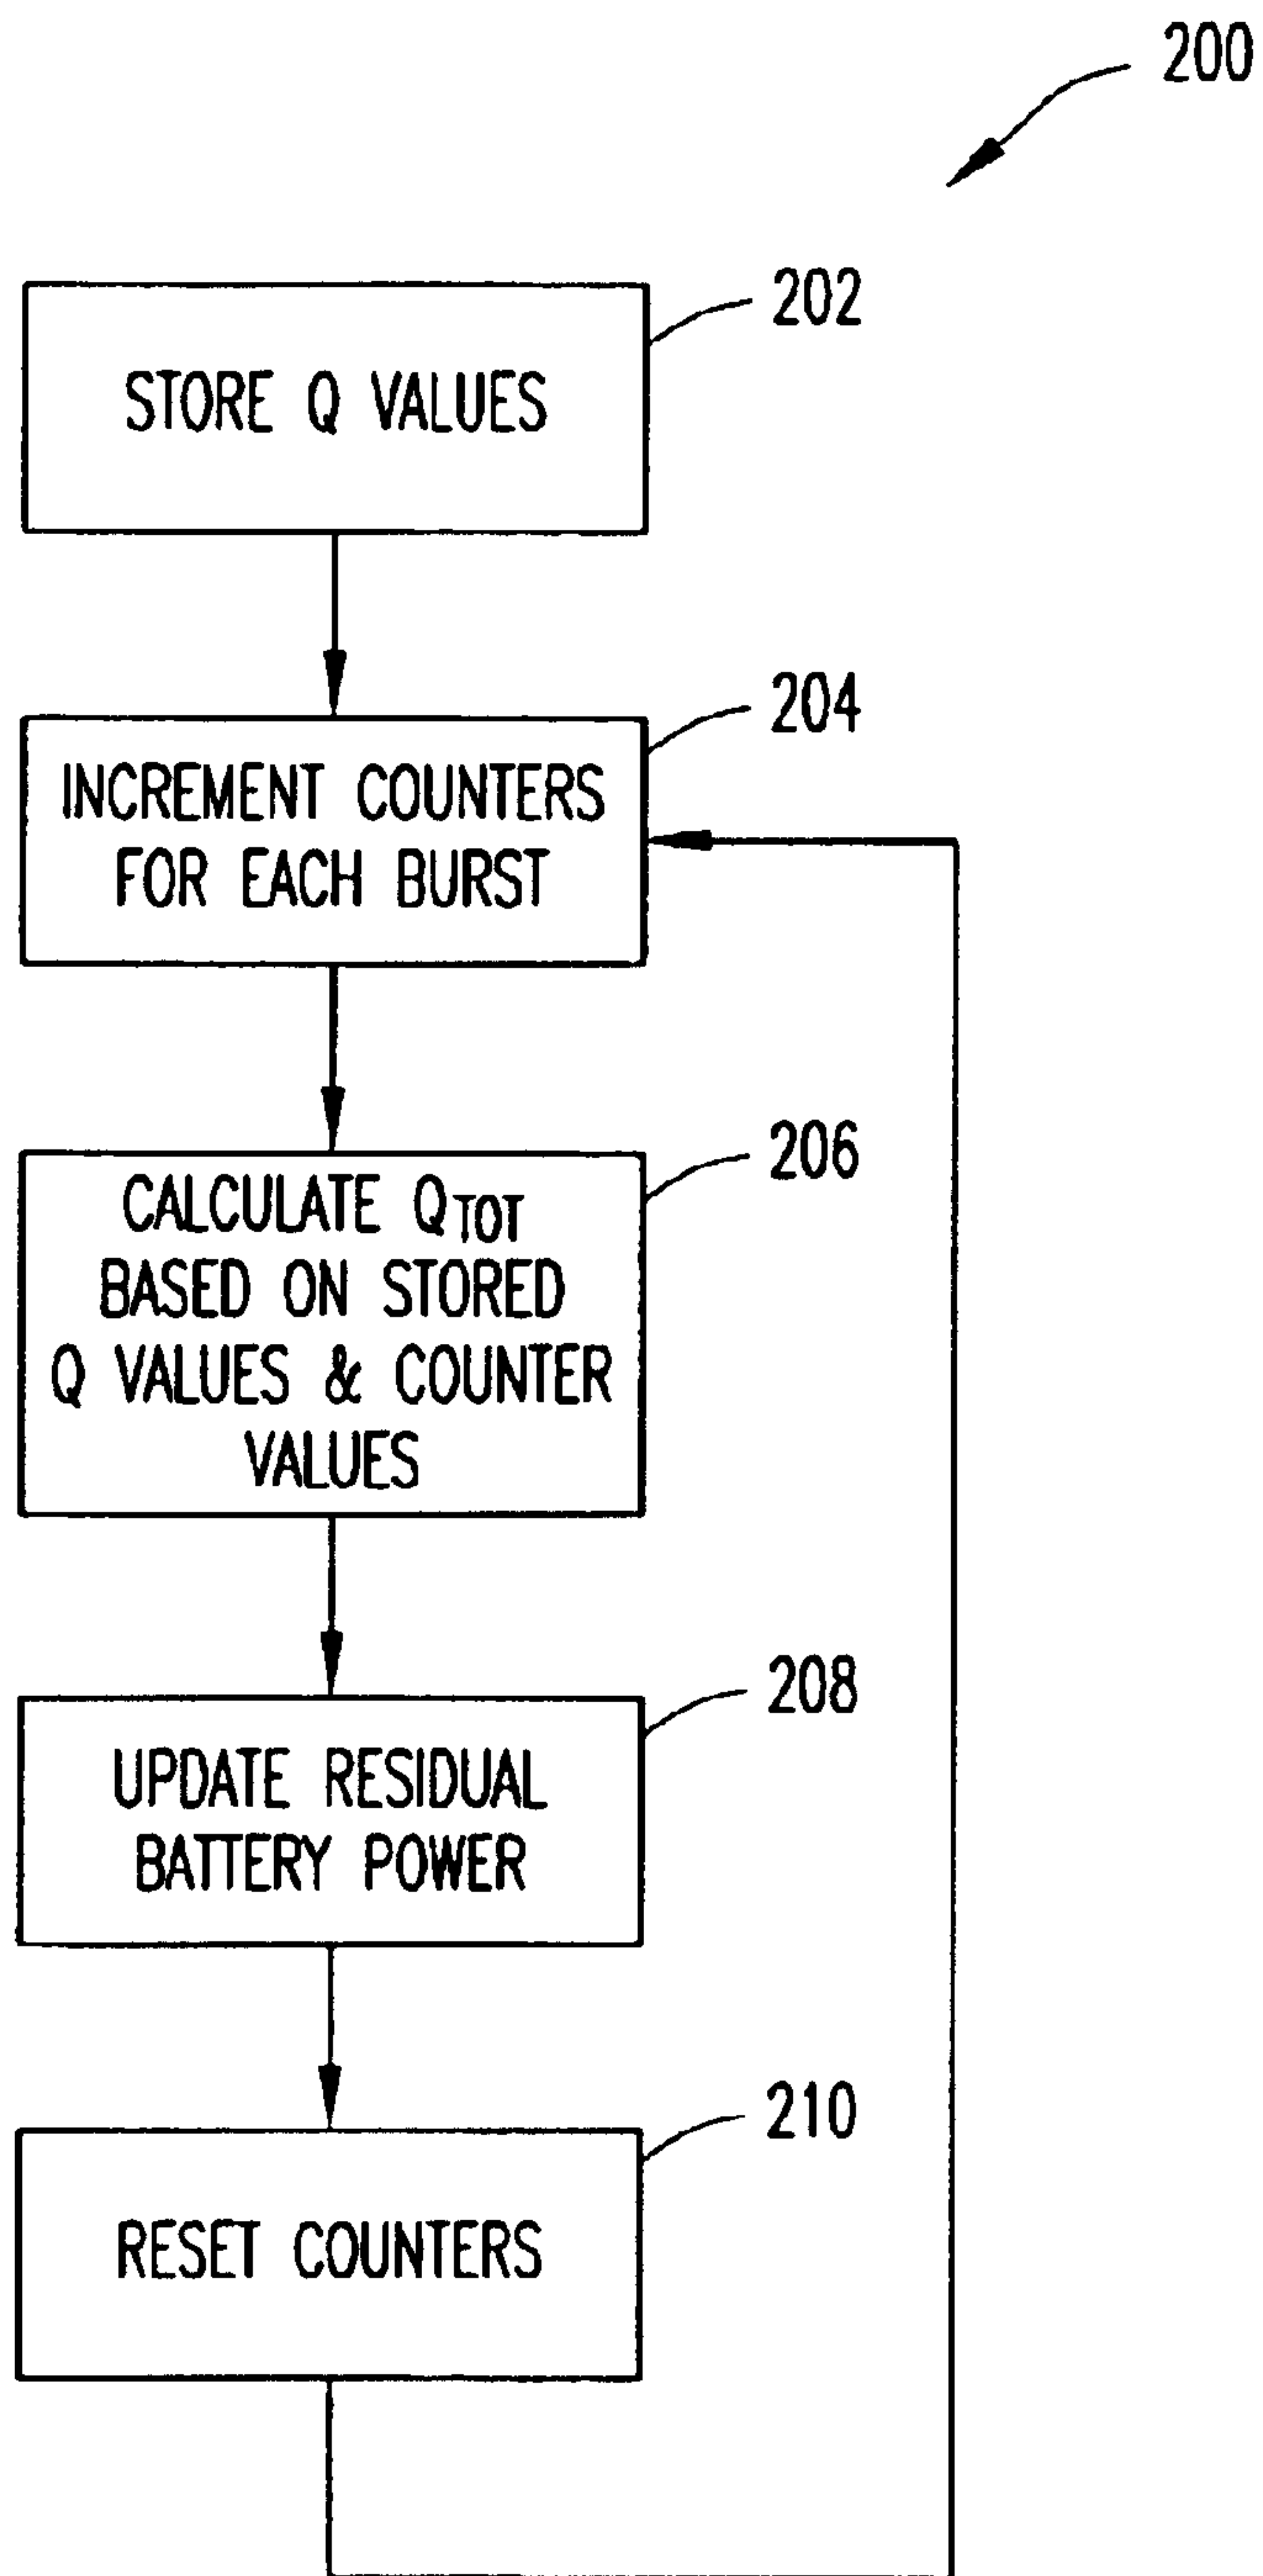 200
202
STORE Q VALUES
204
INCREMENT COUNTERS
FOR EACH BURST
206
CALCULATE QTOT
BASED ON STORED
Q VALUES & COUNTER
VALUES
208
UPDATE RESIDUAL
BATTERY POWER
210
RESET COUNTERS